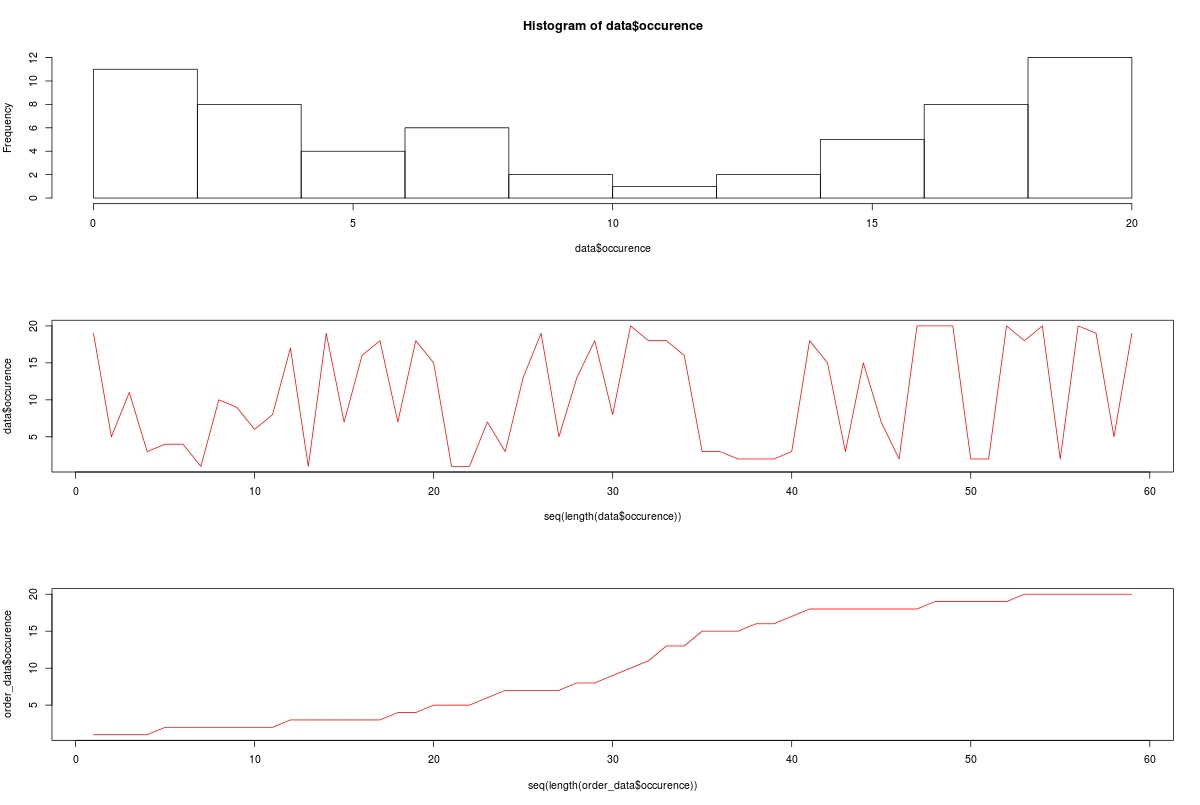 Histogram of data$occurence
Frequency
0 2 4 6 8 10 12
0 5 10 15 20
data$occurence
data$occurence
5 10 15 20
0 10 20 30 40 50 60
seq(length(data$occurence))
order_data$occurence
5 10 15 20
0 10 20 30 40 50 60
seq(length(order_data$occurence))